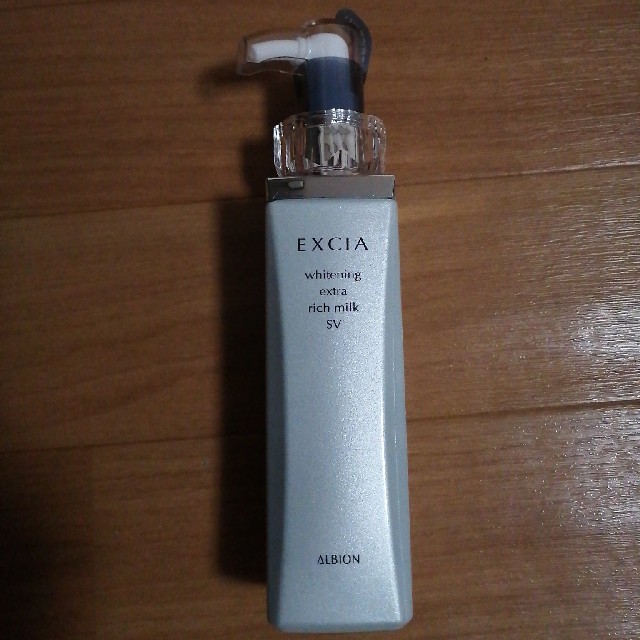 EXCIA
whitening
extra
rich milk
SV
ALBION